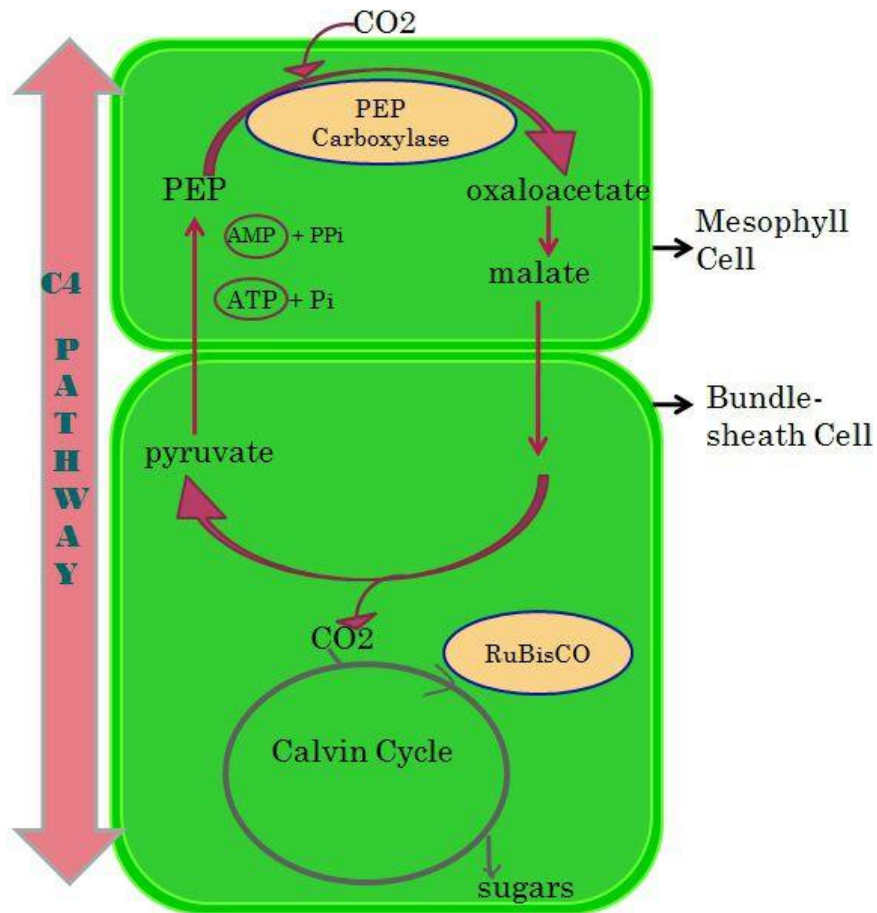 CO2
PEP
Carboxylase
PEP
oxaloacetate
AMP + PPi
malate
ATP + Pi
Mesophyll
Cell
C4
PATHWAY
Bundle-
sheath Cell
pyruvate
CO2
RuBisCO
Calvin Cycle
sugars